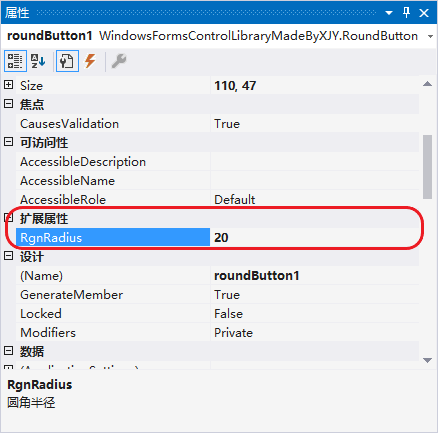 属性
roundButton1 WindowsFormsControlLibraryMadeByXJY.RoundButton
Size 110, 47
焦点
CausesValidation True
可访问性
AccessibleDescription
AccessibleName
AccessibleRole Default
扩展属性
RgnRadius 20
设计
(Name) roundButton1
GenerateMember True
Locked False
Modifiers Private
数据
(ApplicationSettings)
RgnRadius
圆角半径